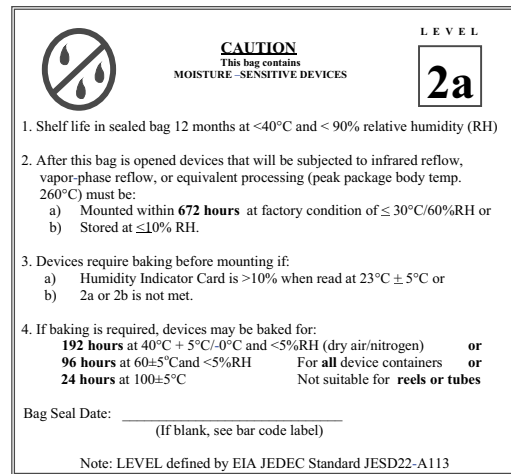 LEVEL
2a
CAUTION
This bag contains
MOISTURE –SENSITIVE DEVICES
1. Shelf life in sealed bag 12 months at <40°C and < 90% relative humidity (RH)
2. After this bag is opened devices that will be subjected to infrared reflow,
vapor-phase reflow, or equivalent processing (peak package body temp.
260°C) must be:
a) Mounted within 672 hours at factory condition of ≤ 30°C/60%RH or
b) Stored at ≤10% RH.
3. Devices require baking before mounting if:
a) Humidity Indicator Card is >10% when read at 23°C ± 5°C or
b) 2a or 2b is not met.
4. If baking is required, devices may be baked for:
192 hours at 40°C + 5°C/-0°C and <5%RH (dry air/nitrogen) or
96 hours at 60±5°Cand <5%RH For all device containers or
24 hours at 100±5°C Not suitable for reels or tubes
Bag Seal Date: ______________________________
(If blank, see bar code label)
Note: LEVEL defined by EIA JEDEC Standard JESD22-A113